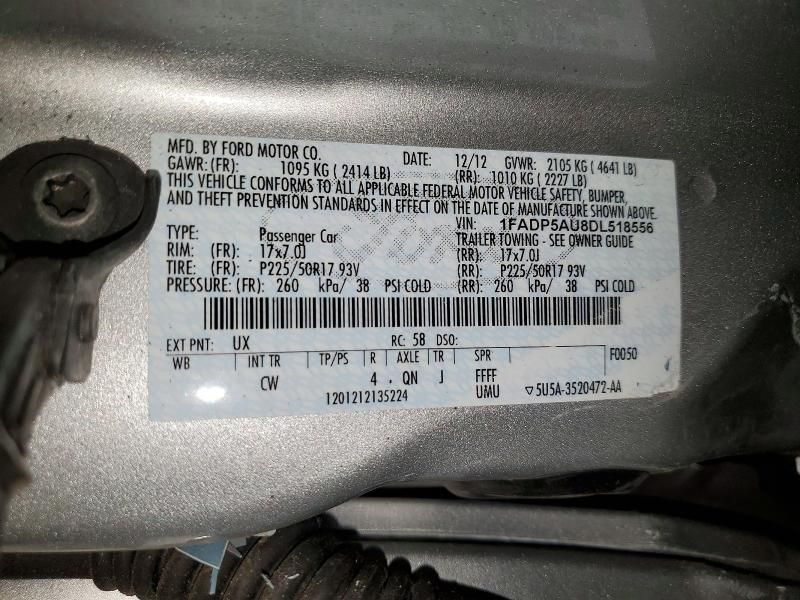 MFD. BY FORD MOTOR CO. DATE: 12/12 GVWR: 2105 KG ( 4641 LB)
GAWR: (FR): 1095 KG ( 2414 LB) (RR): 1010 KG ( 2227 LB)
THIS VEHICLE CONFORMS TO ALL APPLICABLE FEDERAL MOTOR VEHICLE SAFETY, BUMPER,
AND THEFT PREVENTION STANDARDS IN EFFECT ON THE DATE OF MANUFACTURE SHOWN ABOVE.
VIN: 1FADP5AU8DL518556
TYPE: Passenger Car TRAILER TOWING - SEE OWNER GUIDE
RIM: (FR): 17x7.0J (RR): 17x7.0J
TIRE: (FR): P225/50R17 93V (RR): P225/50R17 93V
PRESSURE: (FR): 260 kPa/ 38 PSI COLD (RR): 260 kPa/ 38 PSI COLD
EXT PNT: UX RC: 58 DSO: F0050
WB INT TR TP/PS R AXLE TR SPR
CW 4 QN J FFFF
1201212135224 UMU ▽5U5A-3520472-AA